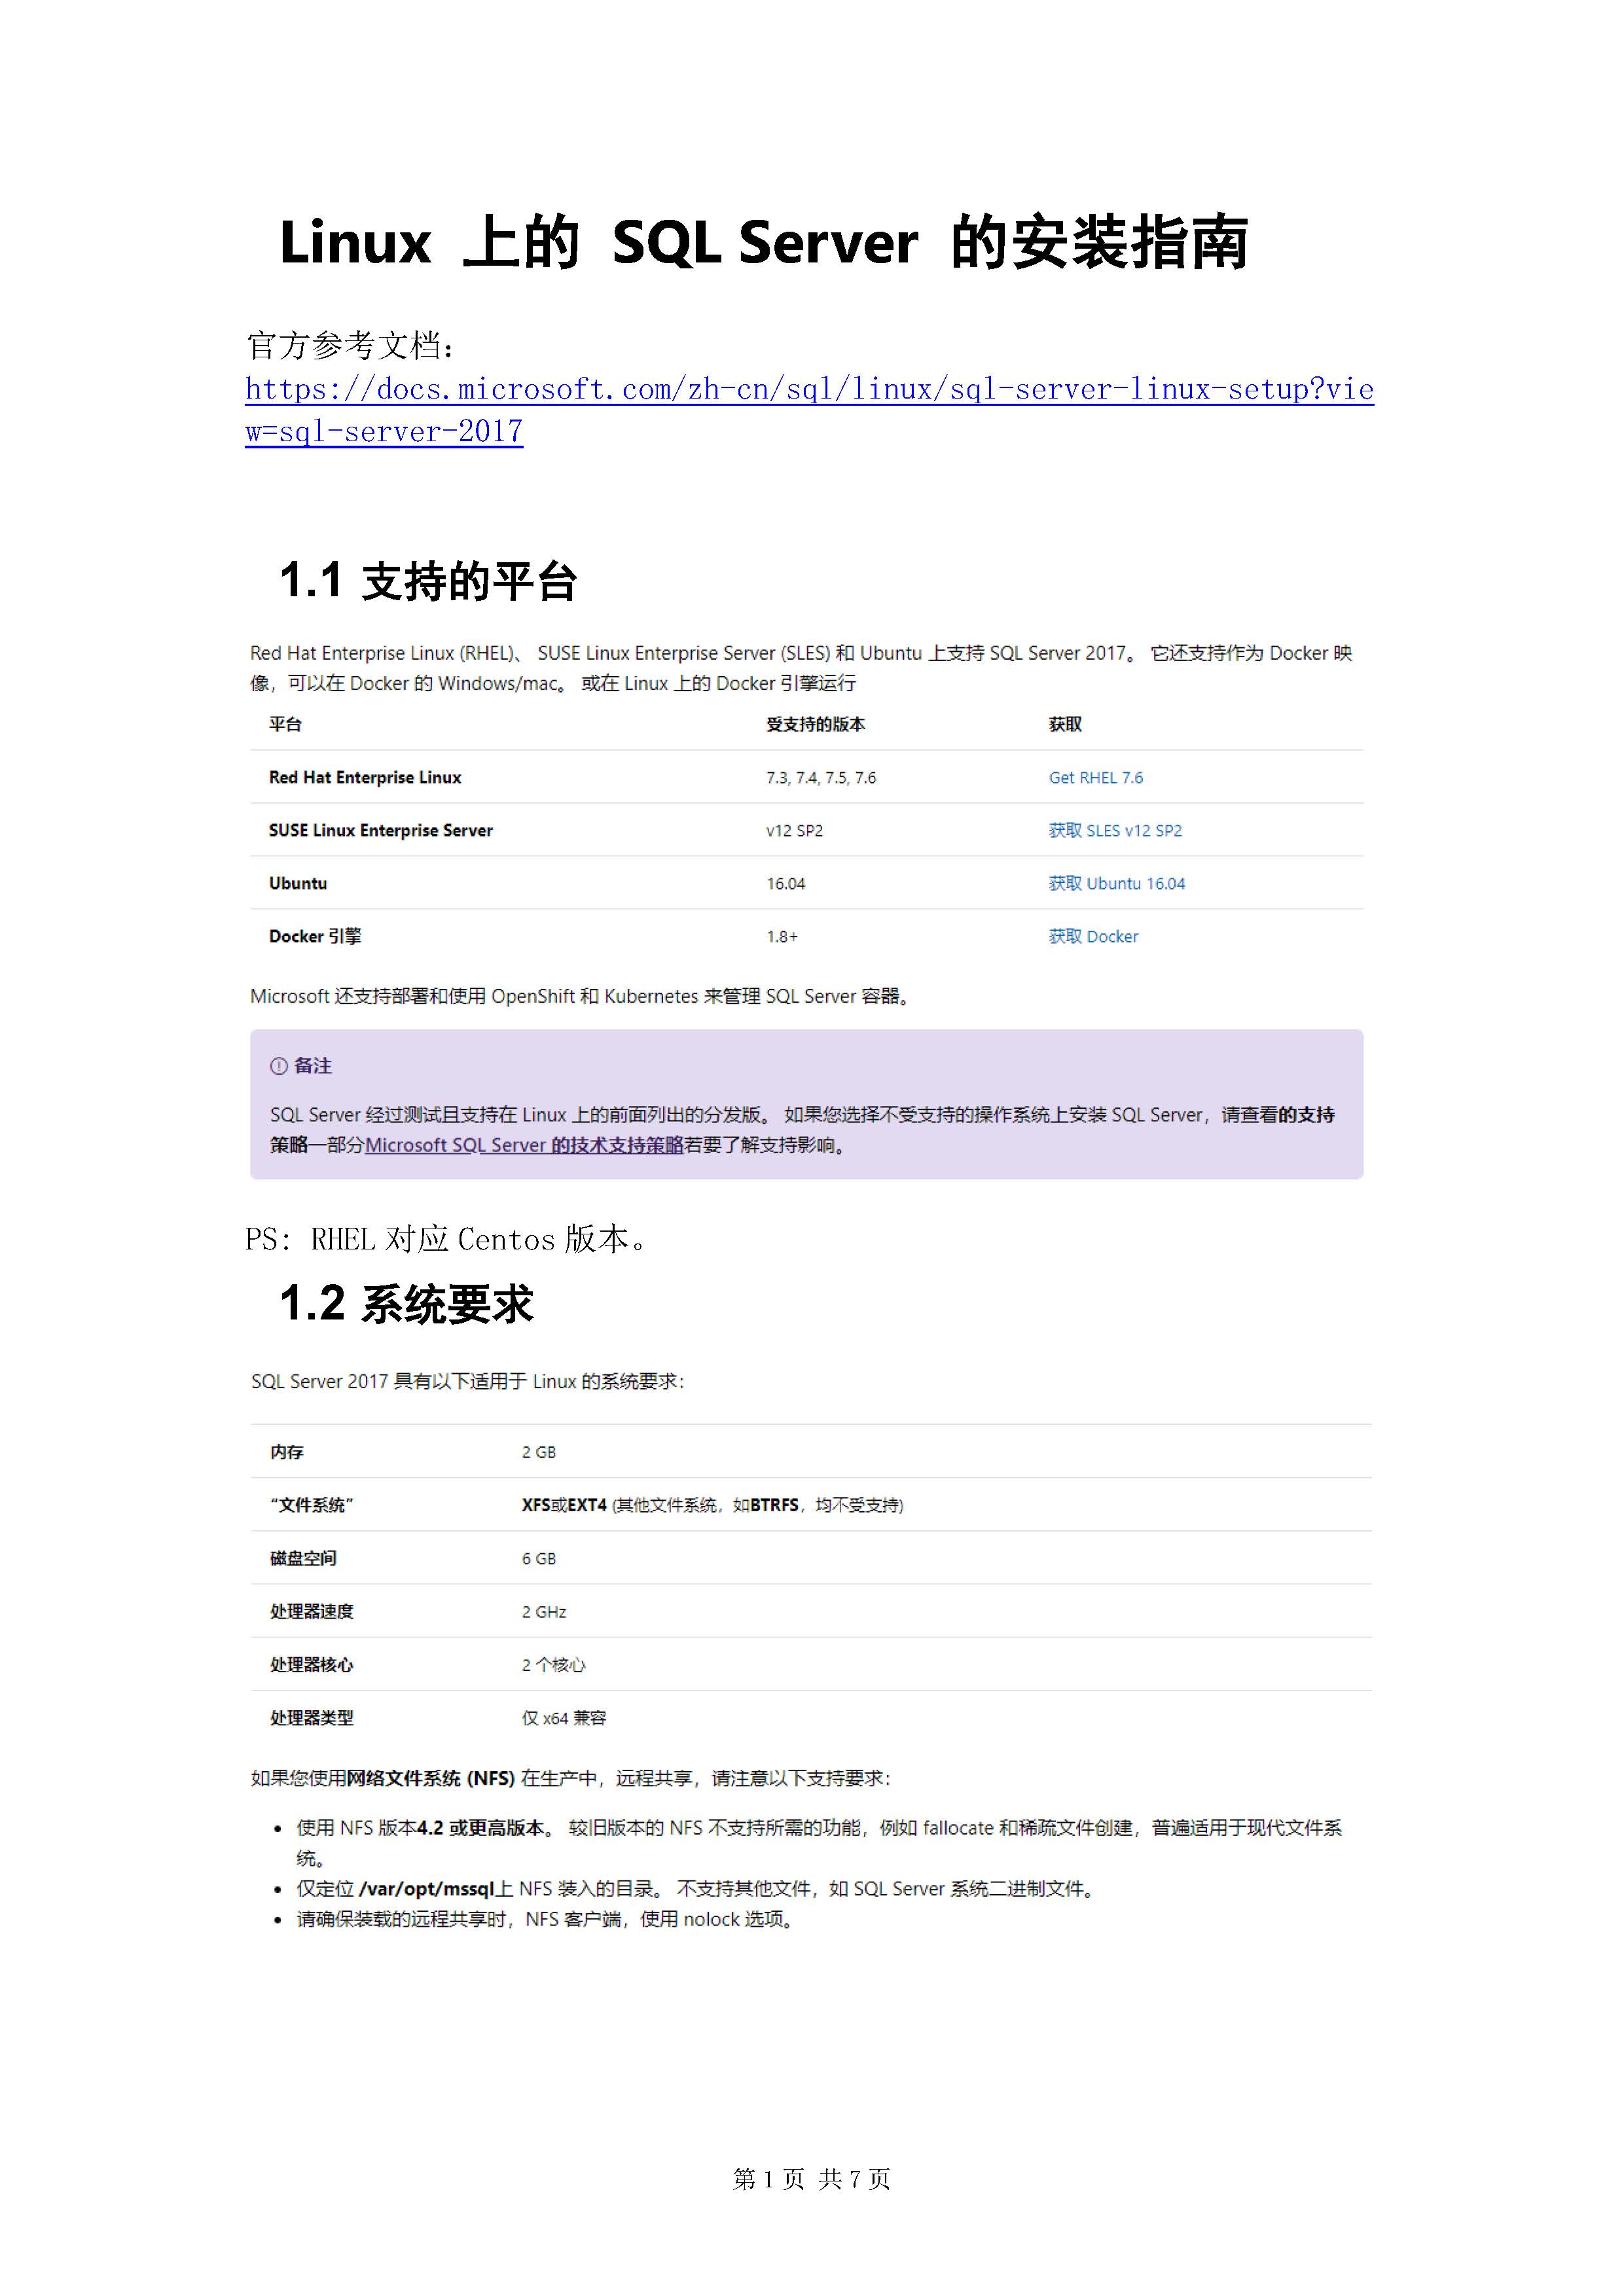 Linux 上的 SQL Server 的安装指南
官方参考文档：
https://docs.microsoft.com/zh-cn/sql/linux/sql-server-linux-setup?vie
w=sql-server-2017
1.1 支持的平台
Red Hat Enterprise Linux (RHEL)、 SUSE Linux Enterprise Server (SLES) 和 Ubuntu 上支持 SQL Server 2017。 它还支持作为 Docker 映
像，可以在 Docker 的 Windows/mac。 或在 Linux 上的 Docker 引擎运行
平台 受支持的版本 获取
Red Hat Enterprise Linux 7.3, 7.4, 7.5, 7.6 Get RHEL 7.6
SUSE Linux Enterprise Server v12 SP2 获取 SLES v12 SP2
Ubuntu 16.04 获取 Ubuntu 16.04
Docker 引擎 1.8+ 获取 Docker
Microsoft 还支持部署和使用 OpenShift 和 Kubernetes 来管理 SQL Server 容器。
备注
SQL Server 经过测试且支持在 Linux 上的前面列出的分发版。 如果您选择不受支持的操作系统上安装 SQL Server，请查看的支持
策略一部分Microsoft SQL Server 的技术支持策略若要了解支持影响。
PS: RHEL 对应 Centos 版本。
1.2 系统要求
SQL Server 2017 具有以下适用于 Linux 的系统要求：
内存 2 GB
“文件系统” XFS或EXT4 (其他文件系统，如BTRFS，均不受支持)
磁盘空间 6 GB
处理器速度 2 GHz
处理器核心 2 个核心
处理器类型 仅 x64 兼容
如果您使用网络文件系统 (NFS) 在生产中，远程共享，请注意以下支持要求：
• 使用 NFS 版本4.2 或更高版本。 较旧版本的 NFS 不支持所需的功能，例如 fallocate 和稀疏文件创建，普遍适用于现代文件系
统。
• 仅定位 /var/opt/mssql上 NFS 装入的目录。 不支持其他文件，如 SQL Server 系统二进制文件。
• 请确保装载的远程共享时，NFS 客户端，使用 nolock 选项。
第 1 页 共 7 页